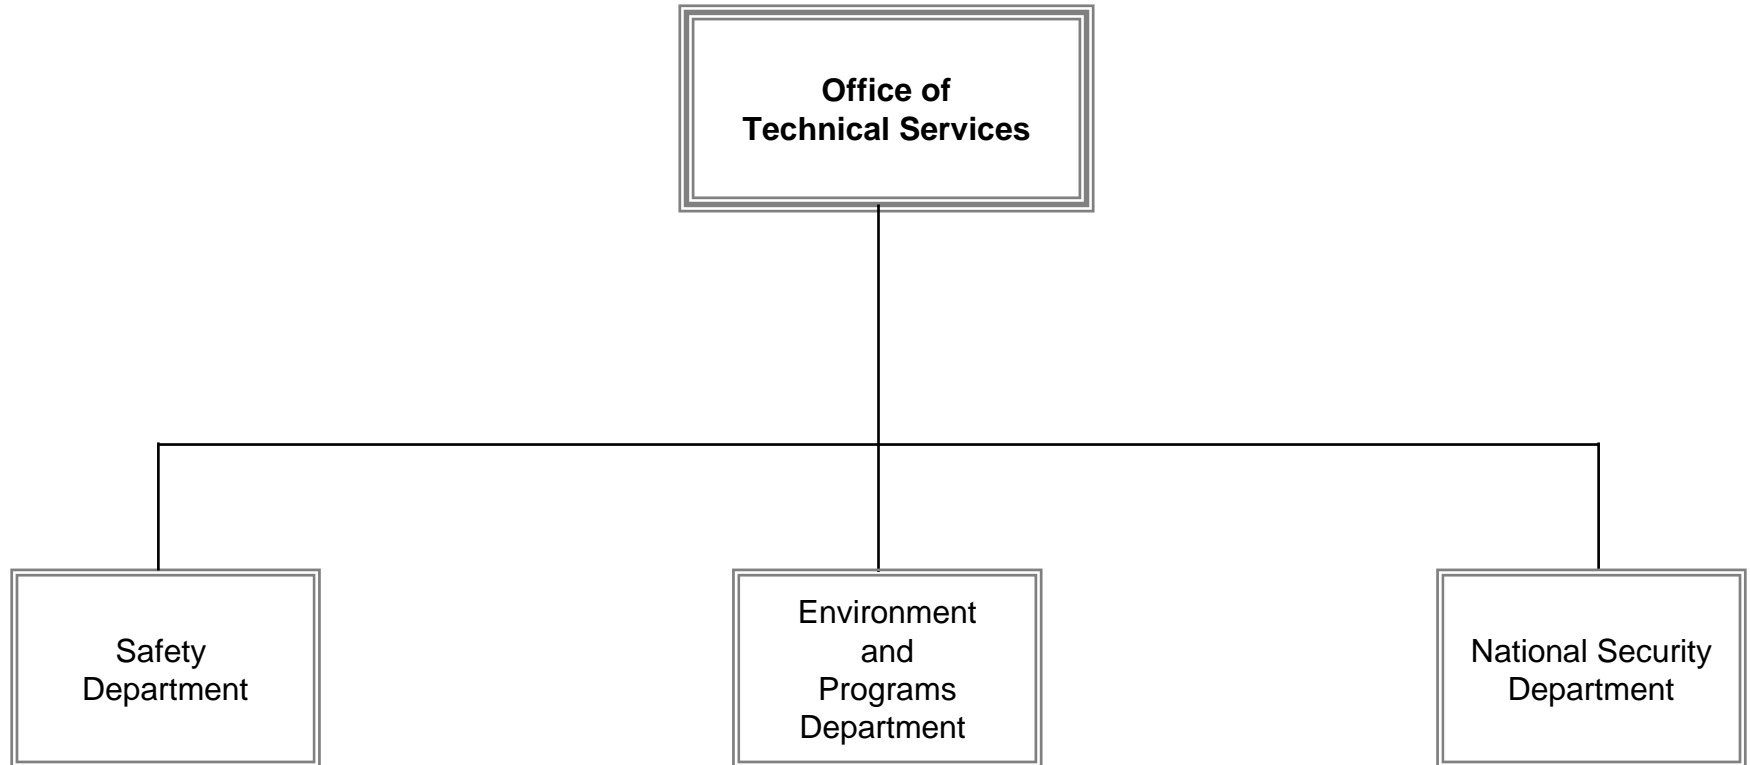 Office of
Technical Services
Safety
Department
Environment
and
Programs
Department
National Security
Department